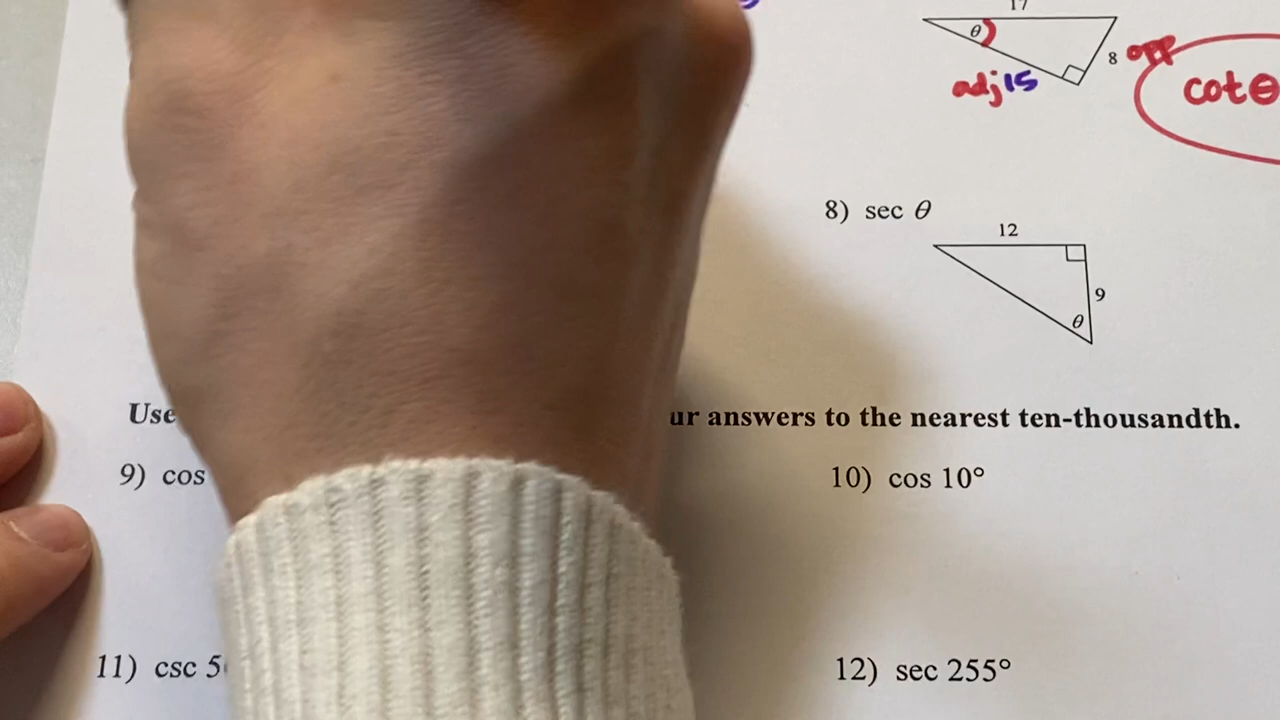 17
θ
8 opp
adj 15
cot θ
8) sec θ
12
9
θ
Use
ur answers to the nearest ten-thousandth.
9) cos
10) cos 10°
11) csc 5
12) sec 255°